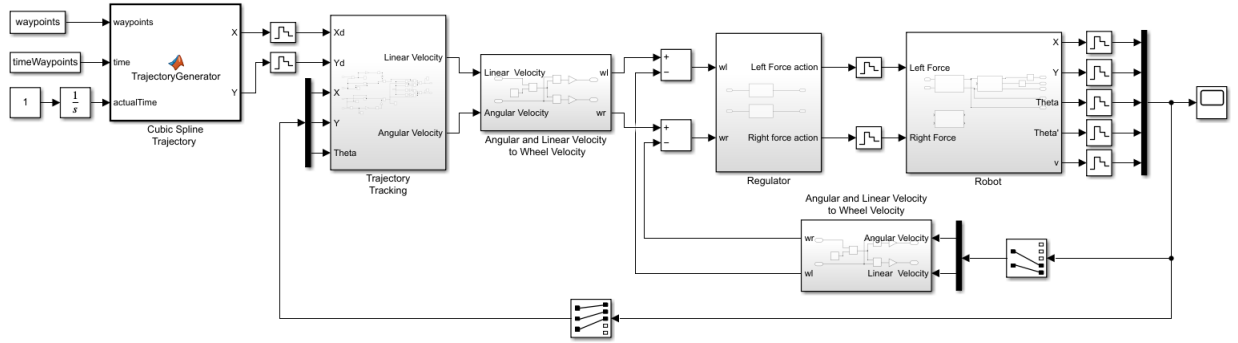 waypoints
timeWaypoints
1
1
s
waypoints
time
actualTime
TrajectoryGenerator
X
Y
Cubic Spline
Trajectory
Xd
Yd
X
Y
Theta
Linear Velocity
Angular Velocity
Trajectory
Tracking
Linear Velocity
Angular Velocity
wl
wr
Angular and Linear Velocity
to Wheel Velocity
+
−
+
−
wl
wr
Left Force action
Right force action
Regulator
Left Force
Right Force
X
Y
Theta
Theta'
v
Robot
Angular and Linear Velocity
to Wheel Velocity
wr
wl
Angular Velocity
Linear Velocity